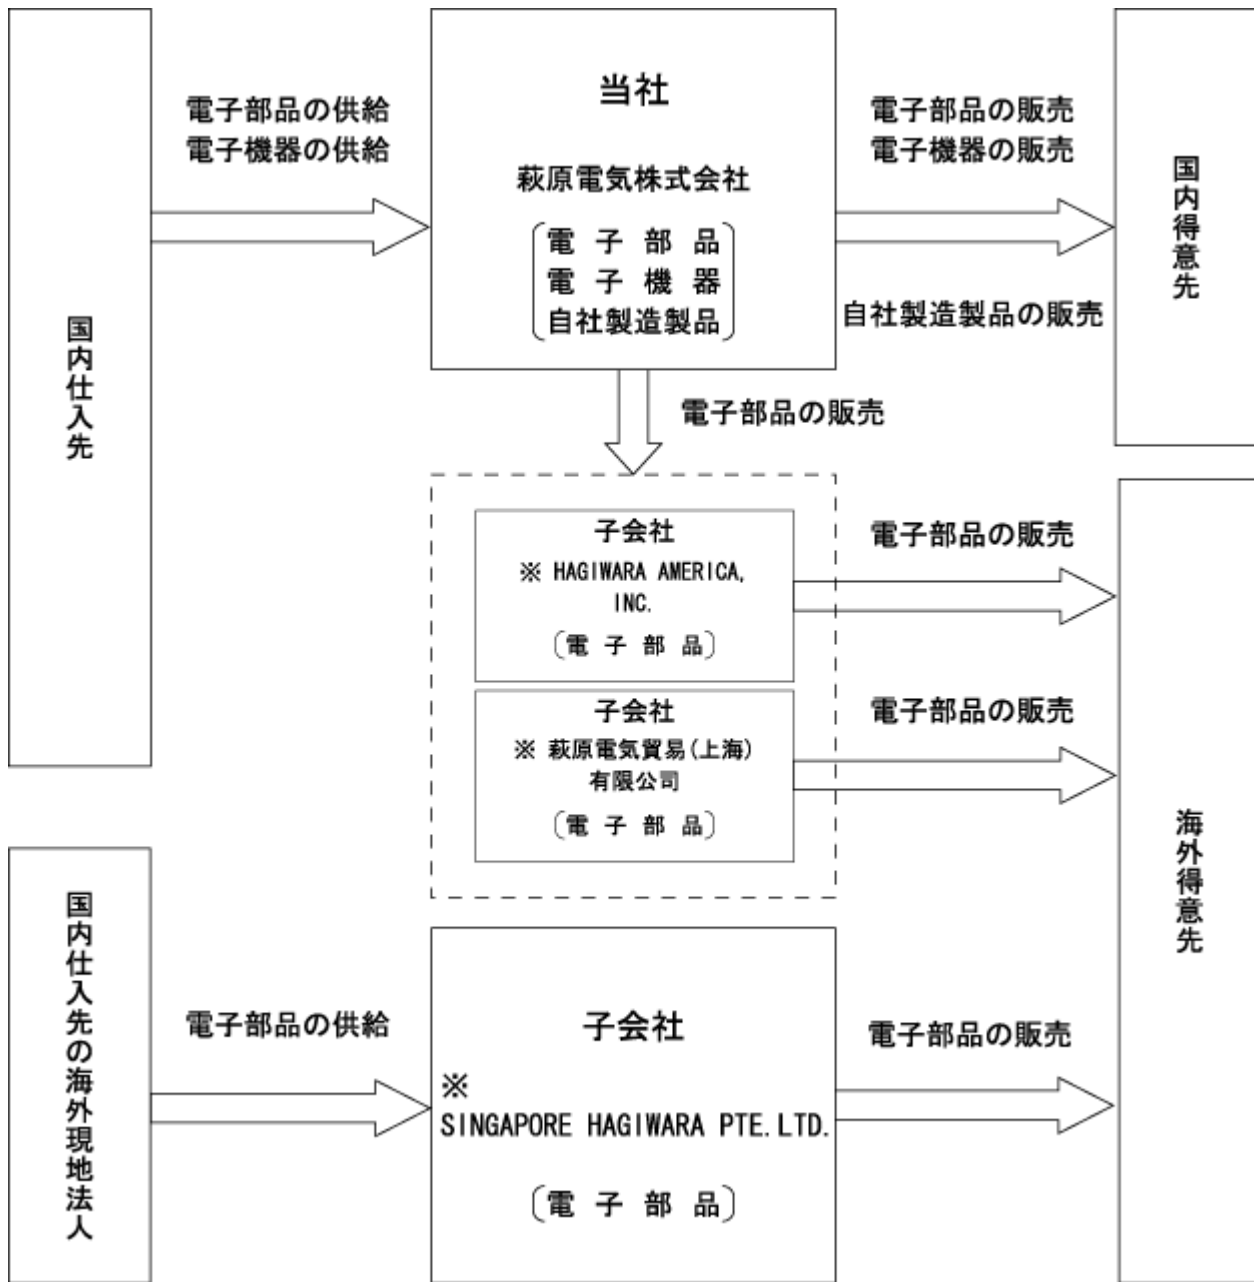 国内仕入先
電子部品の供給
電子機器の供給
当社
萩原電気株式会社
電子部品
電子機器
自社製造製品
電子部品の販売
電子機器の販売
自社製造製品の販売
国内得意先
電子部品の販売
子会社
※ HAGIWARA AMERICA,
INC.
〔電子部品〕
電子部品の販売
子会社
※ 萩原電気貿易(上海)
有限公司
〔電子部品〕
電子部品の販売
海外得意先
国内仕入先の海外現地法人
電子部品の供給
子会社
※
SINGAPORE HAGIWARA PTE.LTD.
〔電子部品〕
電子部品の販売